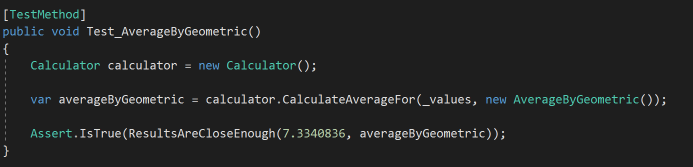 [TestMethod]
public void Test_AverageByGeometric()
{
Calculator calculator = new Calculator();
var averageByGeometric = calculator.CalculateAverageFor(_values, new AverageByGeometric());
Assert.IsTrue(ResultsAreCloseEnough(7.3340836, averageByGeometric));
}